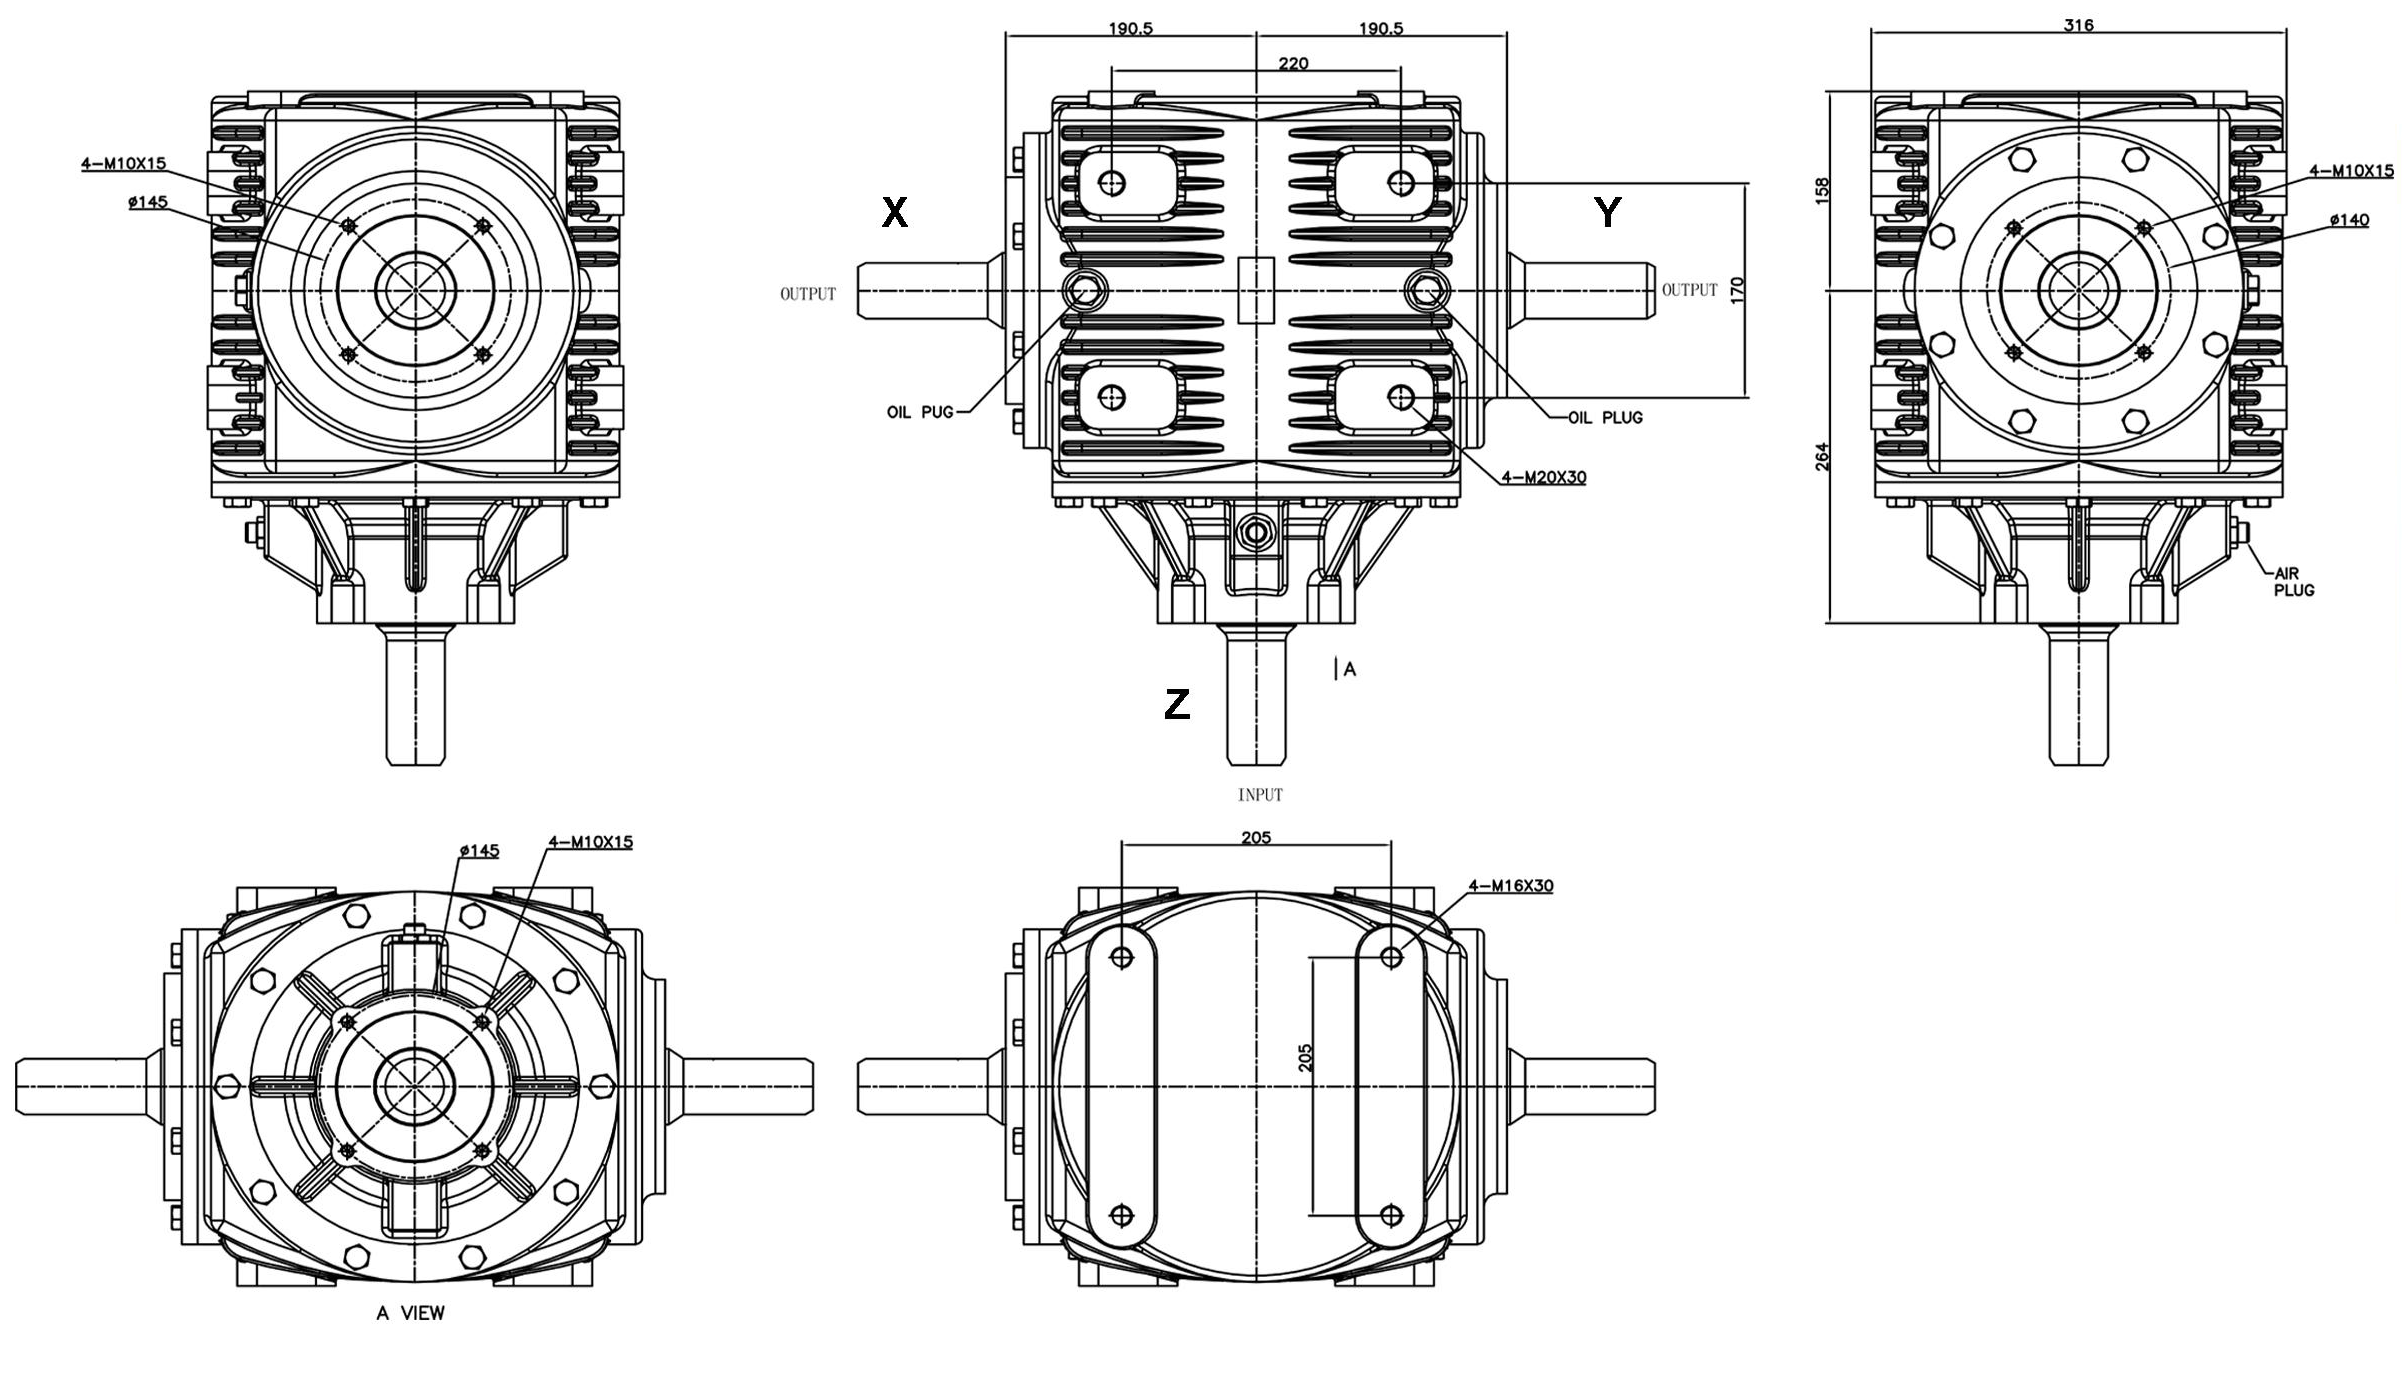 190.5
190.5
316
220
4-M10X15
4-M10X15
158
ø145
X
Y
ø140
OUTPUT
OUTPUT
170
OIL PUG
OIL PLUG
264
4-M20X30
AIR
PLUG
A
Z
INPUT
ø145
4-M10X15
205
4-M16X30
205
A VIEW